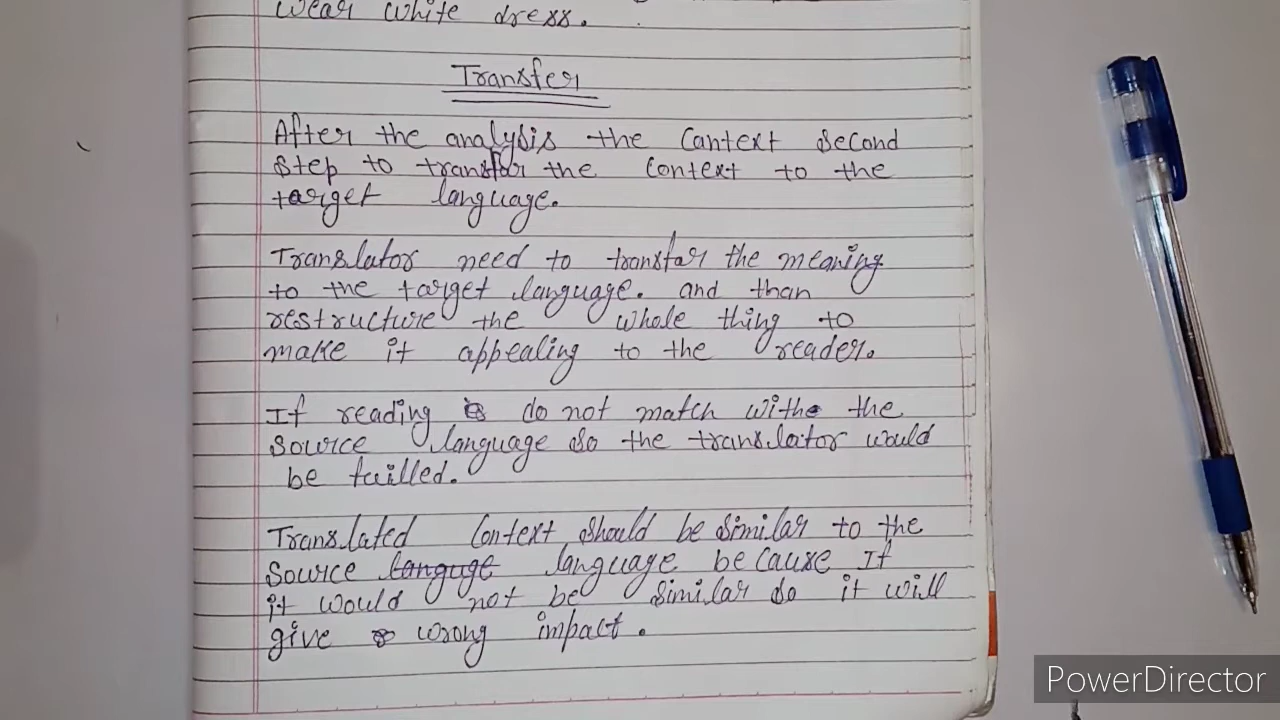 wear white dress.
Transfer
After the analysis the Context Second
Step to transfar the Context to the
target language.
Translator need to transfar the meaning
to the target language. and than
restructure the whole thing to
make it appealing to the reader.
If reading do not match with the
Source language so the translator would
be tuilled.
Translated Context should be similar to the
Source languge language because If
it would not be similar so it will
give wrong impact.
PowerDirector